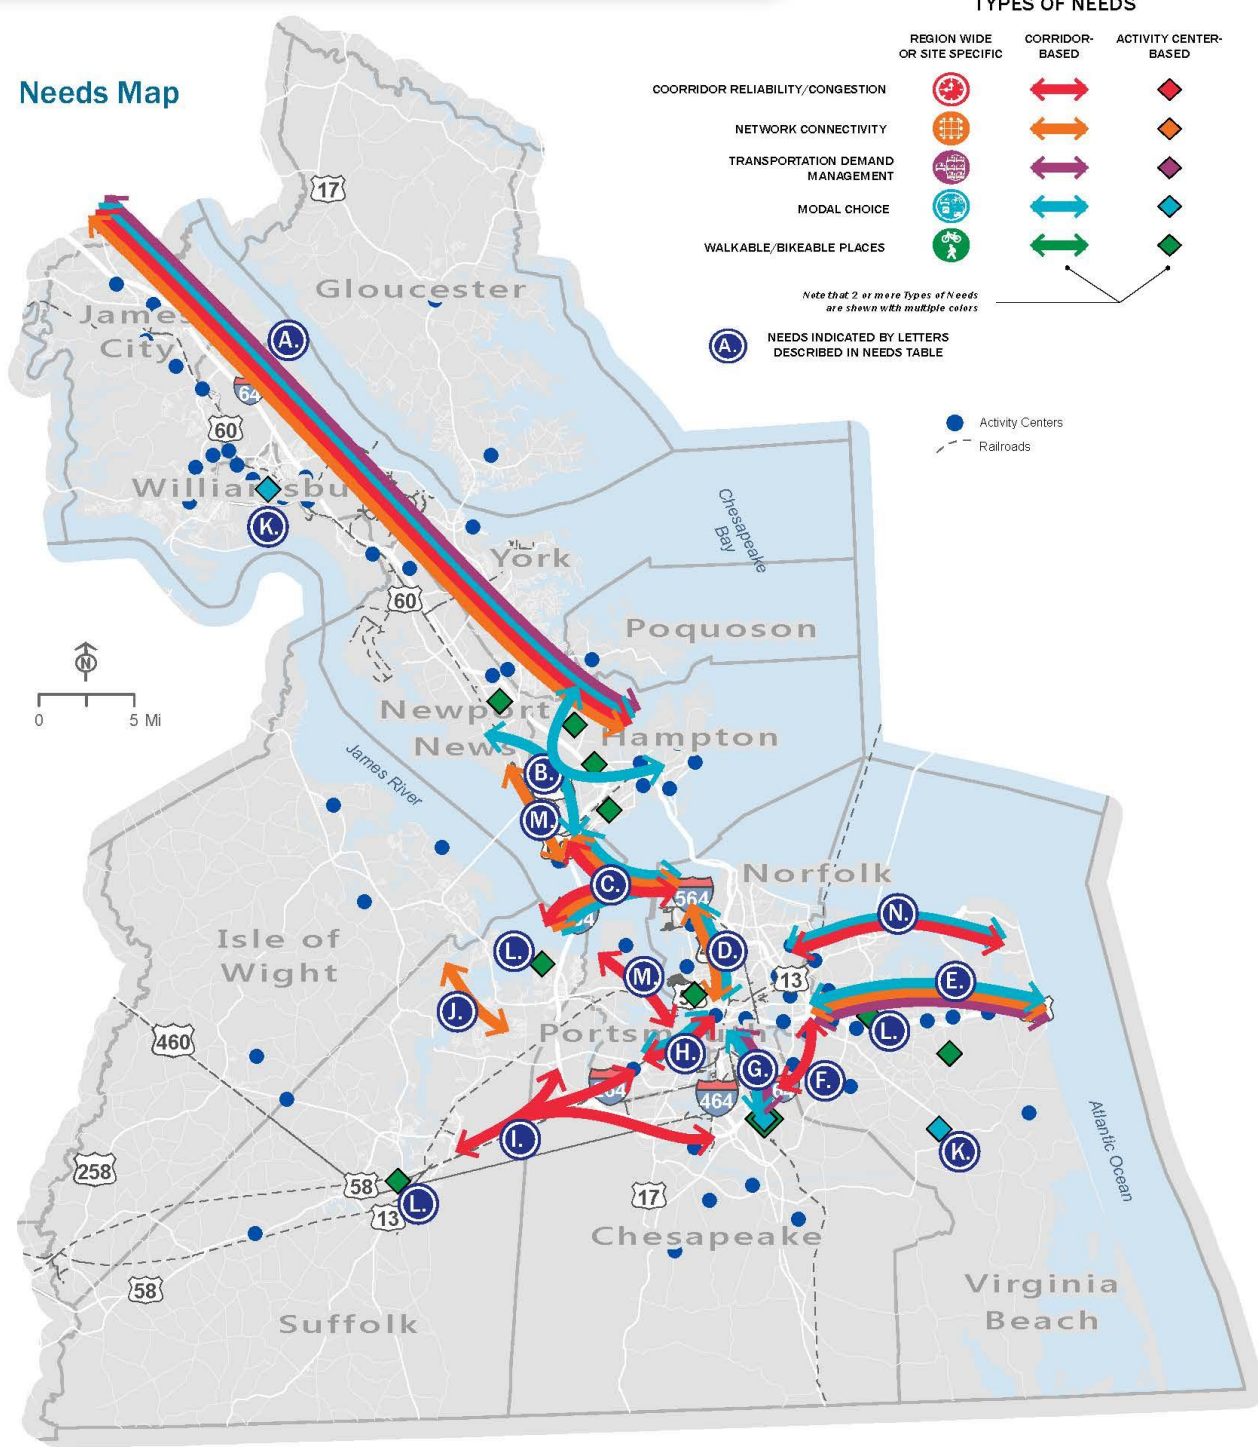 TYPES OF NEEDS
Needs Map
REGION WIDE
OR SITE SPECIFIC
CORRIDOR-
BASED
ACTIVITY CENTER-
BASED
COORRIDOR RELIABILITY/CONGESTION
NETWORK CONNECTIVITY
TRANSPORTATION DEMAND
MANAGEMENT
MODAL CHOICE
WALKABLE/BIKEABLE PLACES
Note that 2 or more Types of Needs
are shown with multiple colors
A.
NEEDS INDICATED BY LETTERS
DESCRIBED IN NEEDS TABLE
Activity Centers
Railroads
17
Gloucester
James
City
A.
64
60
Williamsbu
K.
Chesapeake
Bay
York
60
Poquoson
N
0 5 Mi
Newport
News
Hampton
James River
B.
M.
C.
Norfolk
564
N.
Isle of
Wight
L.
M.
D.
13
E.
J.
Portsmouth
L.
460
H.
G.
F.
464
I.
K.
Atlantic Ocean
258
58
L.
13
17
Chesapeake
58
Suffolk
Virginia
Beach